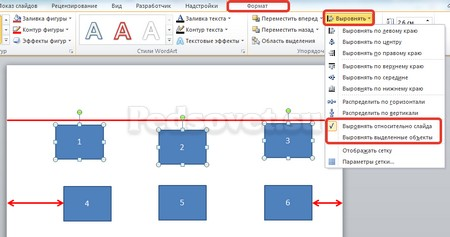 Показ слайдов Рецензирование Вид Разработчик Надстройки Формат
Заливка фигуры
Контур фигуры
Эффекты фигур
Заливка текста
Контур текста
Текстовые эффекты
Стили WordArt
Переместить вперед
Переместить назад
Область выделения
Упорядочить
Выровнять
2,6 см
Выровнять по левому краю
Выровнять по центру
Выровнять по правому краю
Выровнять по верхнему краю
Выровнять по середине
Выровнять по нижнему краю
Распределить по горизонтали
Распределить по вертикали
Выровнять относительно слайда
Выровнять выделенные объекты
Отображать сетку
Параметры сетки...
Pedsovet.su
1 2 3
4 5 6